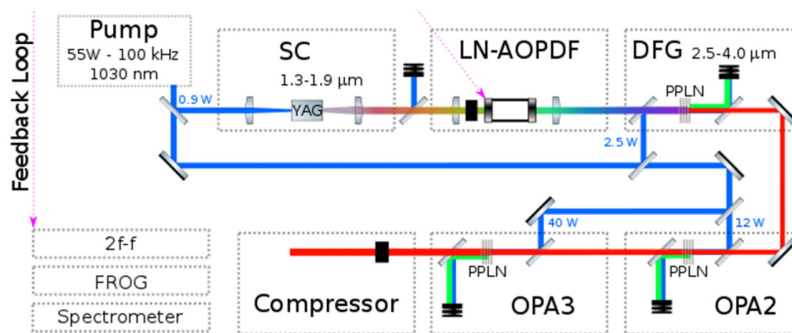 Pump
55W - 100 kHz
1030 nm
SC
1.3-1.9 μm
LN-AOPDF
DFG
2.5-4.0 μm
PPLN
0.9 W
YAG
2.5 W
Feedback Loop
40 W
12 W
2f-f
FROG
Spectrometer
Compressor
PPLN
OPA3
PPLN
OPA2